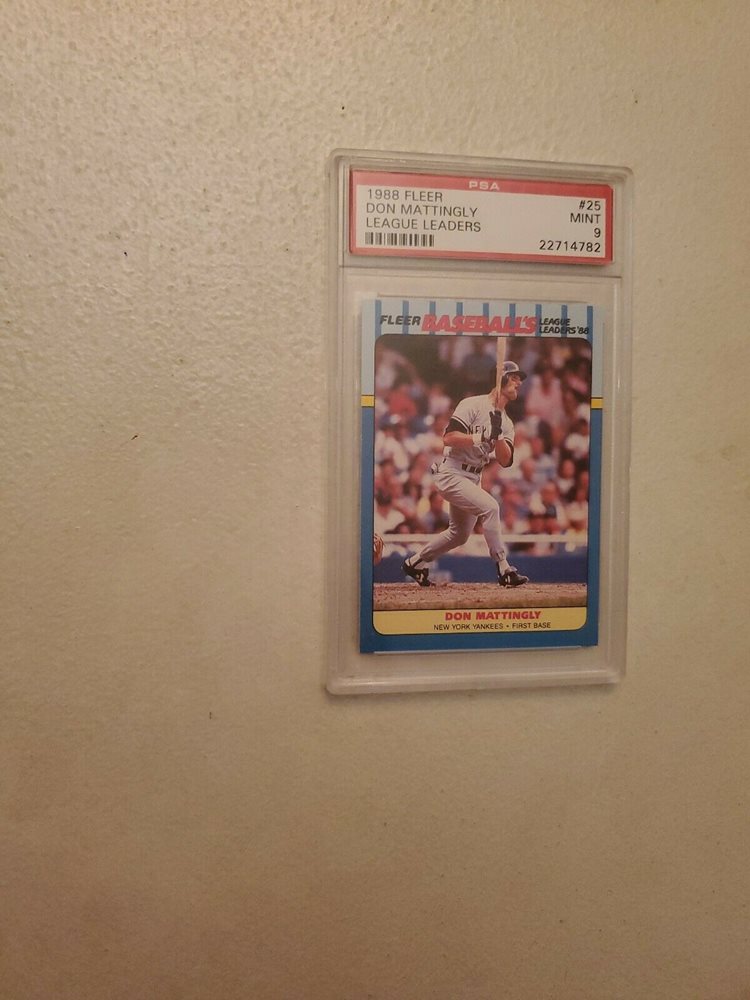 PSA
1988 FLEER #25
DON MATTINGLY MINT
LEAGUE LEADERS 9
22714782
FLEER BASEBALL'S LEAGUE
LEADERS '88
DON MATTINGLY
NEW YORK YANKEES • FIRST BASE